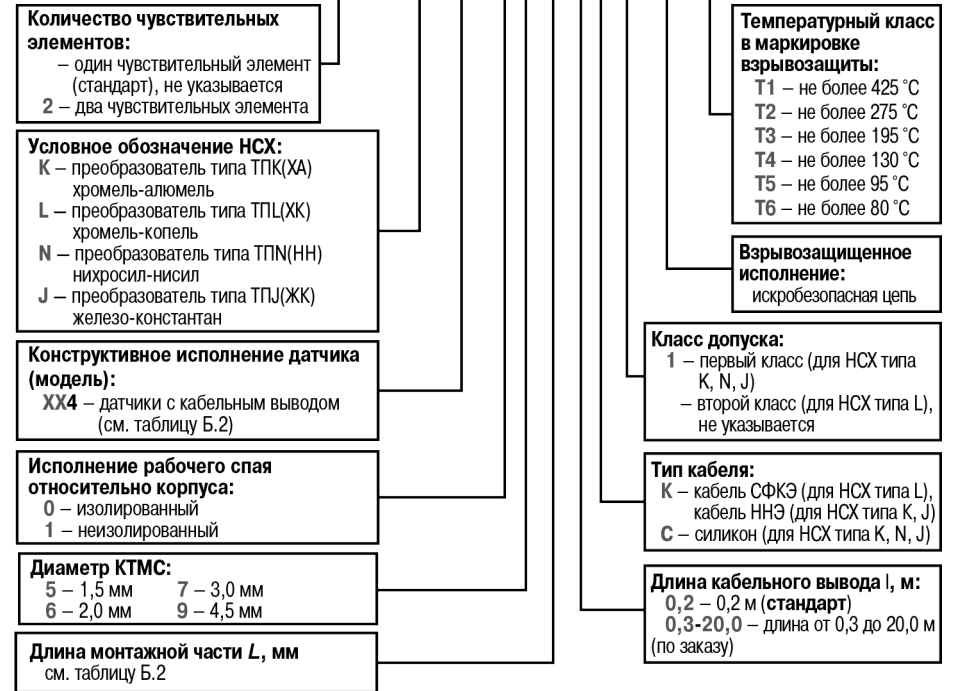 Количество чувствительных
элементов:
– один чувствительный элемент
(стандарт), не указывается
2 – два чувствительных элемента
Условное обозначение НСХ:
K – преобразователь типа ТПK(ХА)
хромель-алюмель
L – преобразователь типа ТПL(ХК)
хромель-копель
N – преобразователь типа ТПN(НН)
нихросил-нисил
J – преобразователь типа ТПJ(ЖК)
железо-константан
Конструктивное исполнение датчика
(модель):
XX4 – датчики с кабельным выводом
(см. таблицу Б.2)
Исполнение рабочего спая
относительно корпуса:
0 – изолированный
1 – неизолированный
Диаметр КТМС:
5 – 1,5 мм 7 – 3,0 мм
6 – 2,0 мм 9 – 4,5 мм
Длина монтажной части L, мм
см. таблицу Б.2
Температурный класс
в маркировке
взрывозащиты:
Т1 – не более 425 °С
Т2 – не более 275 °С
Т3 – не более 195 °С
Т4 – не более 130 °С
Т5 – не более 95 °С
Т6 – не более 80 °С
Взрывозащищенное
исполнение:
искробезопасная цепь
Класс допуска:
1 – первый класс (для НСХ типа
K, N, J)
– второй класс (для НСХ типа L),
не указывается
Тип кабеля:
К – кабель СФКЭ (для НСХ типа L),
кабель ННЭ (для НСХ типа K, J)
С – силикон (для НСХ типа K, N, J)
Длина кабельного вывода l, м:
0,2 – 0,2 м (стандарт)
0,3-20,0 – длина от 0,3 до 20,0 м
(по заказу)